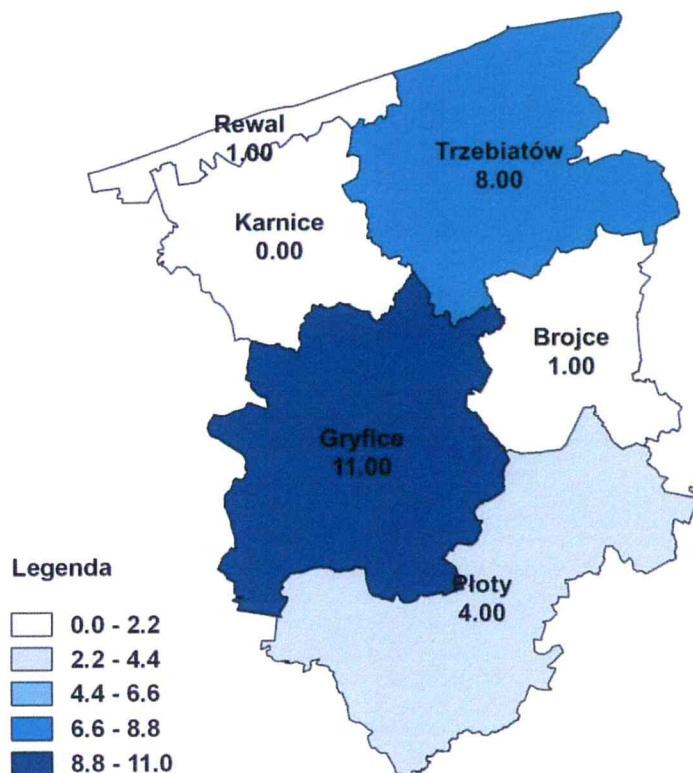 Rewal
1.00
Trzebiatów
8.00
Karnice
0.00
Brojce
1.00
Gryfice
11.00
Płoty
4.00
Legenda
0.0 - 2.2
2.2 - 4.4
4.4 - 6.6
6.6 - 8.8
8.8 - 11.0